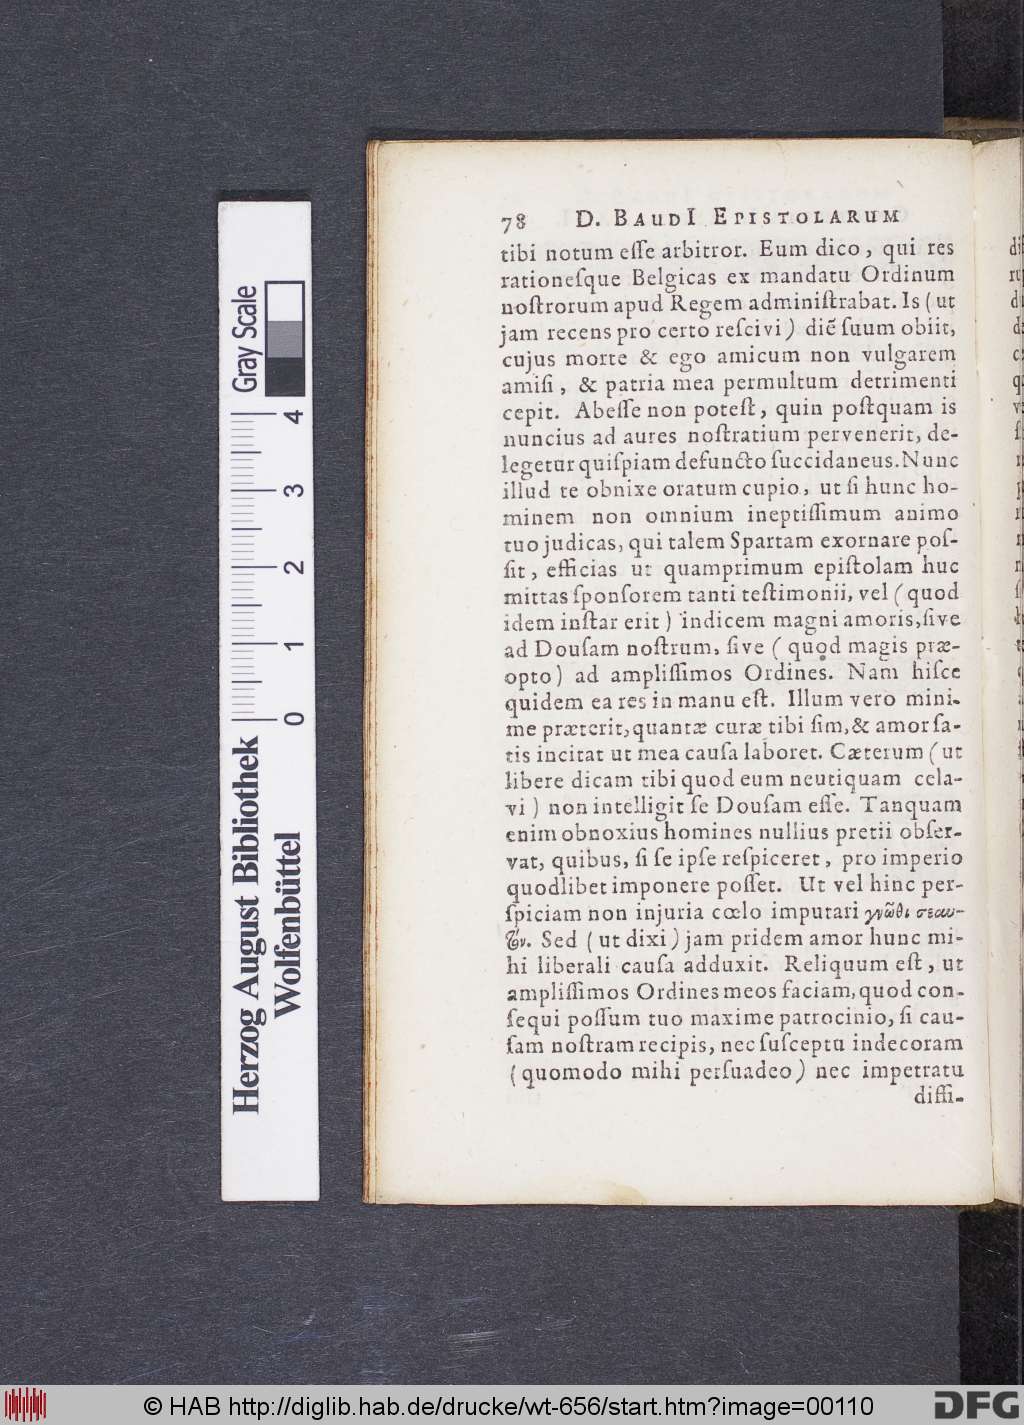 78 D. BAUDI EPISTOLARUM
tibi notum eſſe arbitror. Eum dico, qui res
rationeſque Belgicas ex mandatu Ordinum
noſtrorum apud Regem adminiſtrabat. Is (ut
jam recens pro certo reſcivi) diẽ ſuum obiit,
cujus morte & ego amicum non vulgarem
amiſi, & patria mea permultum detrimenti
cepit. Abeſſe non poteſt, quin poſtquam is
nuncius ad aures noſtratium pervenerit, de-
legetur quiſpiam defuncto ſuccidaneus. Nunc
illud te obnixe oratum cupio, ut ſi hunc ho-
minem non omnium ineptiſſimum animo
tuo judicas, qui talem Spartam exornare poſ-
ſit, efficias ut quamprimum epiſtolam huc
mittas ſponſorem tanti teſtimonii, vel (quod
idem inſtar erit) indicem magni amoris, ſive
ad Douſam noſtrum, ſive (quod magis præ-
opto) ad ampliſſimos Ordines. Nam hiſce
quidem ea res in manu eſt. Illum vero mini-
me præterit, quantæ curæ tibi ſim, & amor ſa-
tis incitat ut mea cauſa laboret. Cæterum (ut
libere dicam tibi quod eum neutiquam cela-
vi) non intelligit ſe Douſam eſſe. Tanquam
enim obnoxius homines nullius pretii obſer-
vat, quibus, ſi ſe ipſe reſpiceret, pro imperio
quodlibet imponere poſſet. Ut vel hinc per-
ſpiciam non injuria cœlo imputari γνῶθι σεαυ-
τόν. Sed (ut dixi) jam pridem amor hunc mi-
hi liberali cauſa adduxit. Reliquum eſt, ut
ampliſſimos Ordines meos faciam, quod con-
ſequi poſſum tuo maxime patrocinio, ſi cau-
ſam noſtram recipis, nec ſuſceptu indecoram
(quomodo mihi perſuadeo) nec impetratu
diffi-
Gray Scale
4 3 2 1 0
Herzog August Bibliothek
Wolfenbüttel
© HAB http://diglib.hab.de/drucke/wt-656/start.htm?image=00110
DFG